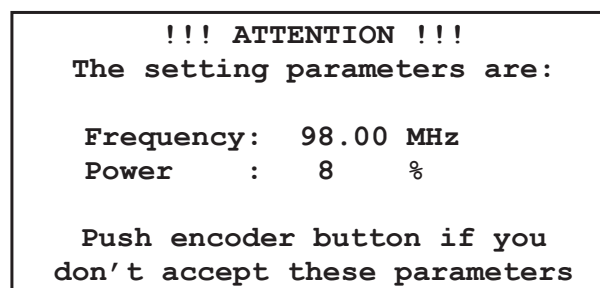 !!! ATTENTION !!!
The setting parameters are:
Frequency: 98.00 MHz
Power : 8 %
Push encoder button if you
don't accept these parameters